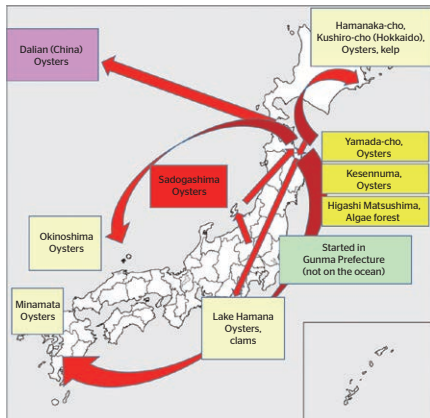 Hamanaka-cho,
Kushiro-cho (Hokkaido),
Oysters, kelp
Dalian (China)
Oysters
Yamada-cho,
Oysters
Kesennuma,
Oysters
Higashi Matsushima,
Algae forest
Sadogashima
Oysters
Okinoshima
Oysters
Started in
Gunma Prefecture
(not on the ocean)
Minamata
Oysters
Lake Hamana
Oysters,
clams